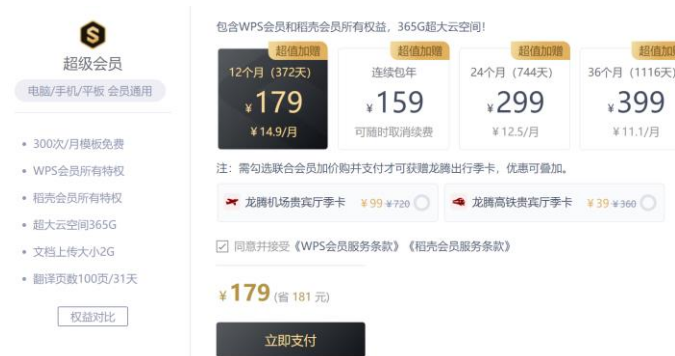 S
超级会员
电脑/手机/平板 会员通用
• 300次/月模板免费
• WPS会员所有特权
• 稻壳会员所有特权
• 超大云空间365G
• 文档上传大小2G
• 翻译页数100页/31天
权益对比
包含WPS会员和稻壳会员所有权益，365G超大云空间！
超值加赠 超值加赠 超值加赠 超值加
12个月（372天） 连续包年 24个月（744天） 36个月（1116天）
¥179 ¥159 ¥299 ¥399
¥14.9/月 可随时取消续费 ¥12.5/月 ¥11.1/月
注：需勾选联合会员加价购并支付才可获赠龙腾出行季卡，优惠可叠加。
龙腾机场贵宾厅季卡 ¥99 ¥720 龙腾高铁贵宾厅季卡 ¥39 ¥360
同意并接受《WPS会员服务条款》《稻壳会员服务条款》
¥179 (省 181 元)
立即支付